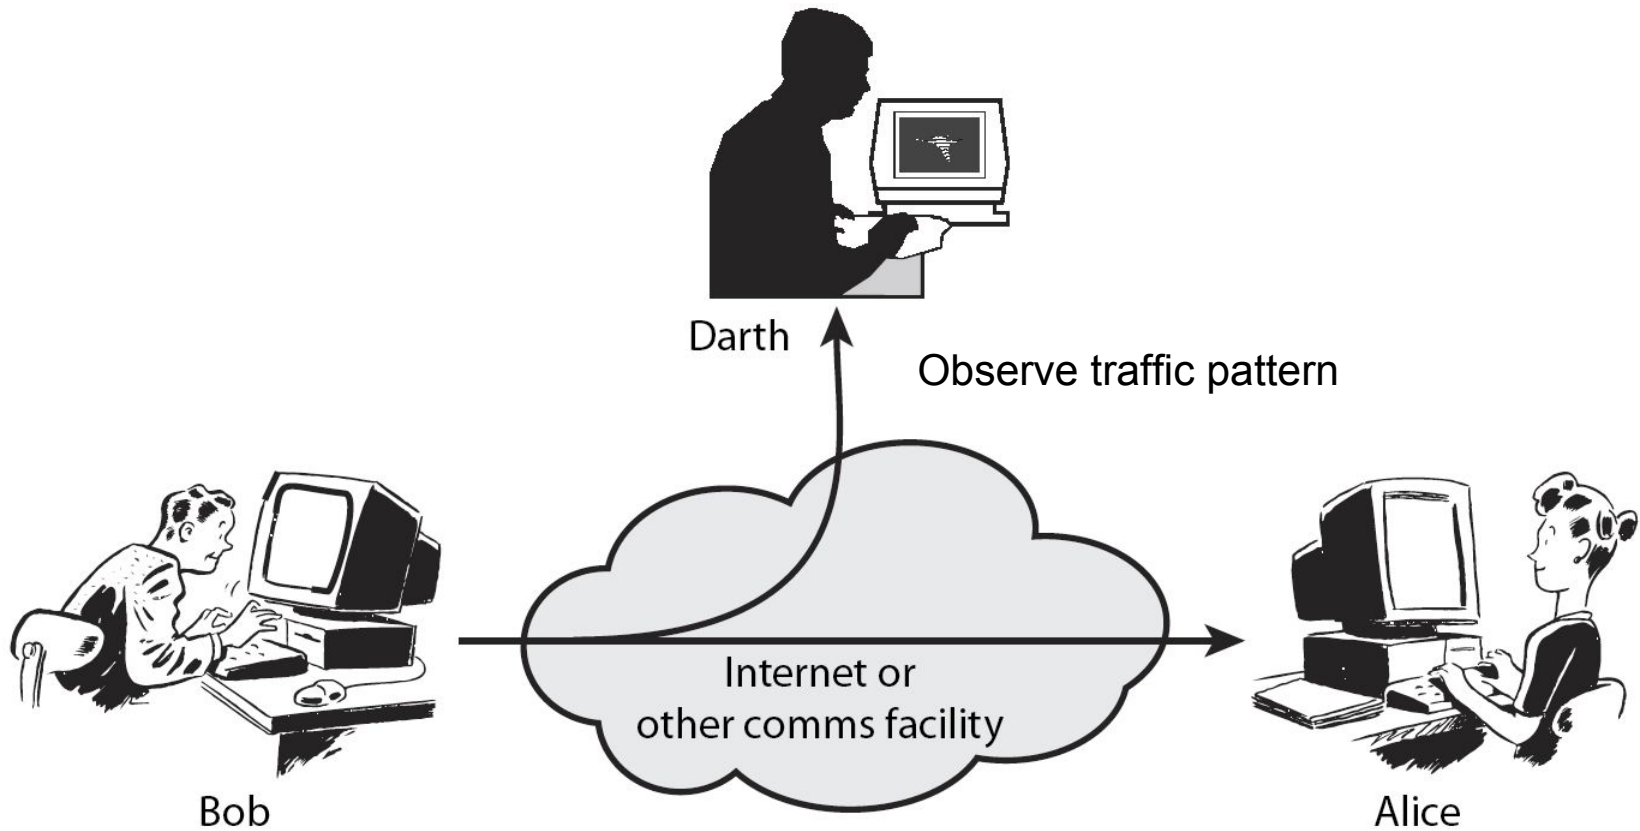 Darth
Observe traffic pattern
Internet or
other comms facility
Bob
Alice